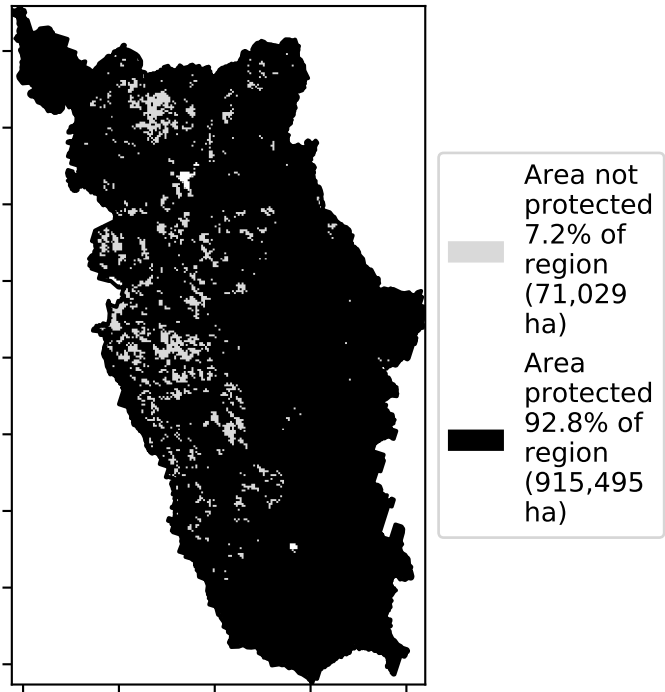 Area not
protected
7.2% of
region
(71,029
ha)
Area
protected
92.8% of
region
(915,495
ha)